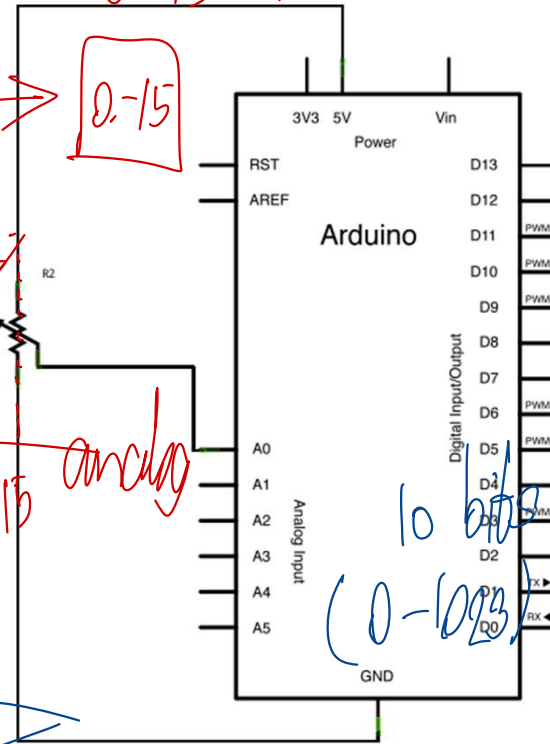 0.-15
3V3 5V Vin
Power
RST
AREF
Arduino
R2
D13
D12
D11 PWM
D10 PWM
D9 PWM
D8
D7
D6 PWM
D5 PWM
D4
D3 PWM
D2
D1 TX
D0 RX
Digital Input/Output
analog
15
A0
A1
A2
A3
A4
A5
Analog Input
10 bits
(0-1023)
GND